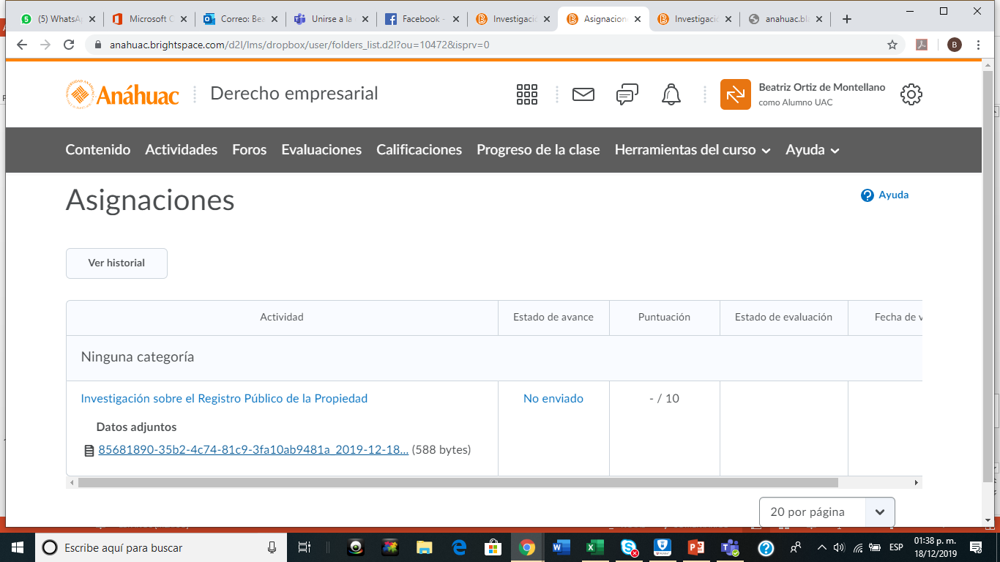 (5) WhatsA
Microsoft O
Correo: Bea
Unirse a la
Facebook -
Investigació
Asignacion
Investigació
anahuac.bla
anahuac.brightspace.com/d2l/lms/dropbox/user/folders_list.d2l?ou=10472&isprv=0
B
Anáhuac
Derecho empresarial
Beatriz Ortiz de Montellano
como Alumno UAC
Contenido Actividades Foros Evaluaciones Calificaciones Progreso de la clase Herramientas del curso Ayuda
Asignaciones
Ayuda
Ver historial
Actividad Estado de avance Puntuación Estado de evaluación Fecha de v
Ninguna categoría
Investigación sobre el Registro Público de la Propiedad No enviado - / 10
Datos adjuntos
85681890-35b2-4c74-81c9-3fa10ab9481a_2019-12-18... (588 bytes)
20 por página
Escribe aquí para buscar
ESP
01:38 p. m.
18/12/2019